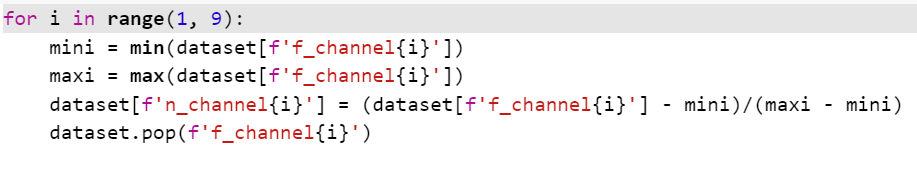 for i in range(1, 9):
    mini = min(dataset[f'f_channel{i}'])
    maxi = max(dataset[f'f_channel{i}'])
    dataset[f'n_channel{i}'] = (dataset[f'f_channel{i}'] - mini)/(maxi - mini)
    dataset.pop(f'f_channel{i}')